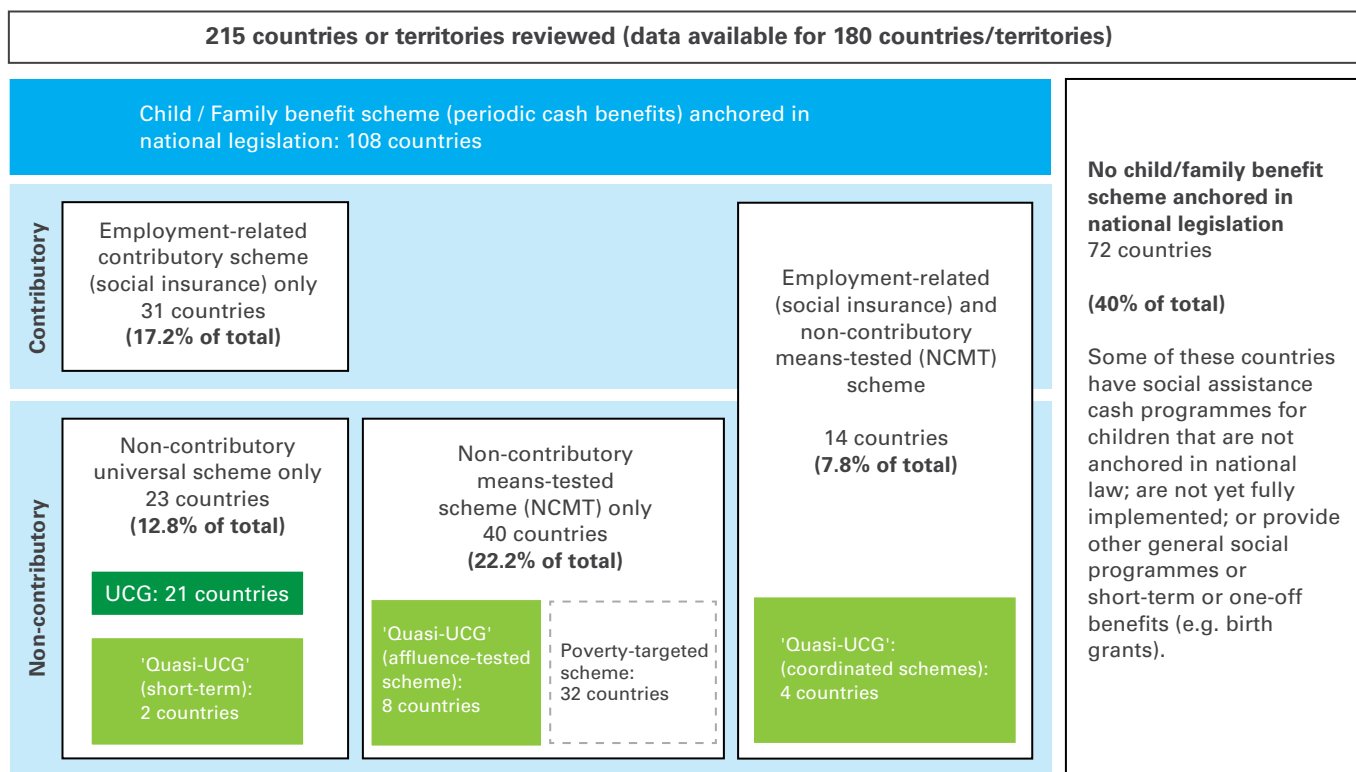 215 countries or territories reviewed (data available for 180 countries/territories)
Child / Family benefit scheme (periodic cash benefits) anchored in
national legislation: 108 countries
Contributory
Employment-related
contributory scheme
(social insurance) only
31 countries
(17.2% of total)
Employment-related
(social insurance) and
non-contributory
means-tested (NCMT)
scheme
14 countries
(7.8% of total)
'Quasi-UCG':
(coordinated schemes):
4 countries
Non-contributory
Non-contributory
universal scheme only
23 countries
(12.8% of total)
UCG: 21 countries
'Quasi-UCG'
(short-term):
2 countries
Non-contributory
means-tested
scheme (NCMT) only
40 countries
(22.2% of total)
'Quasi-UCG'
(affluence-tested
scheme):
8 countries
Poverty-targeted
scheme:
32 countries
No child/family benefit
scheme anchored in
national legislation
72 countries
(40% of total)
Some of these countries
have social assistance
cash programmes for
children that are not
anchored in national
law; are not yet fully
implemented; or provide
other general social
programmes or
short-term or one-off
benefits (e.g. birth
grants).